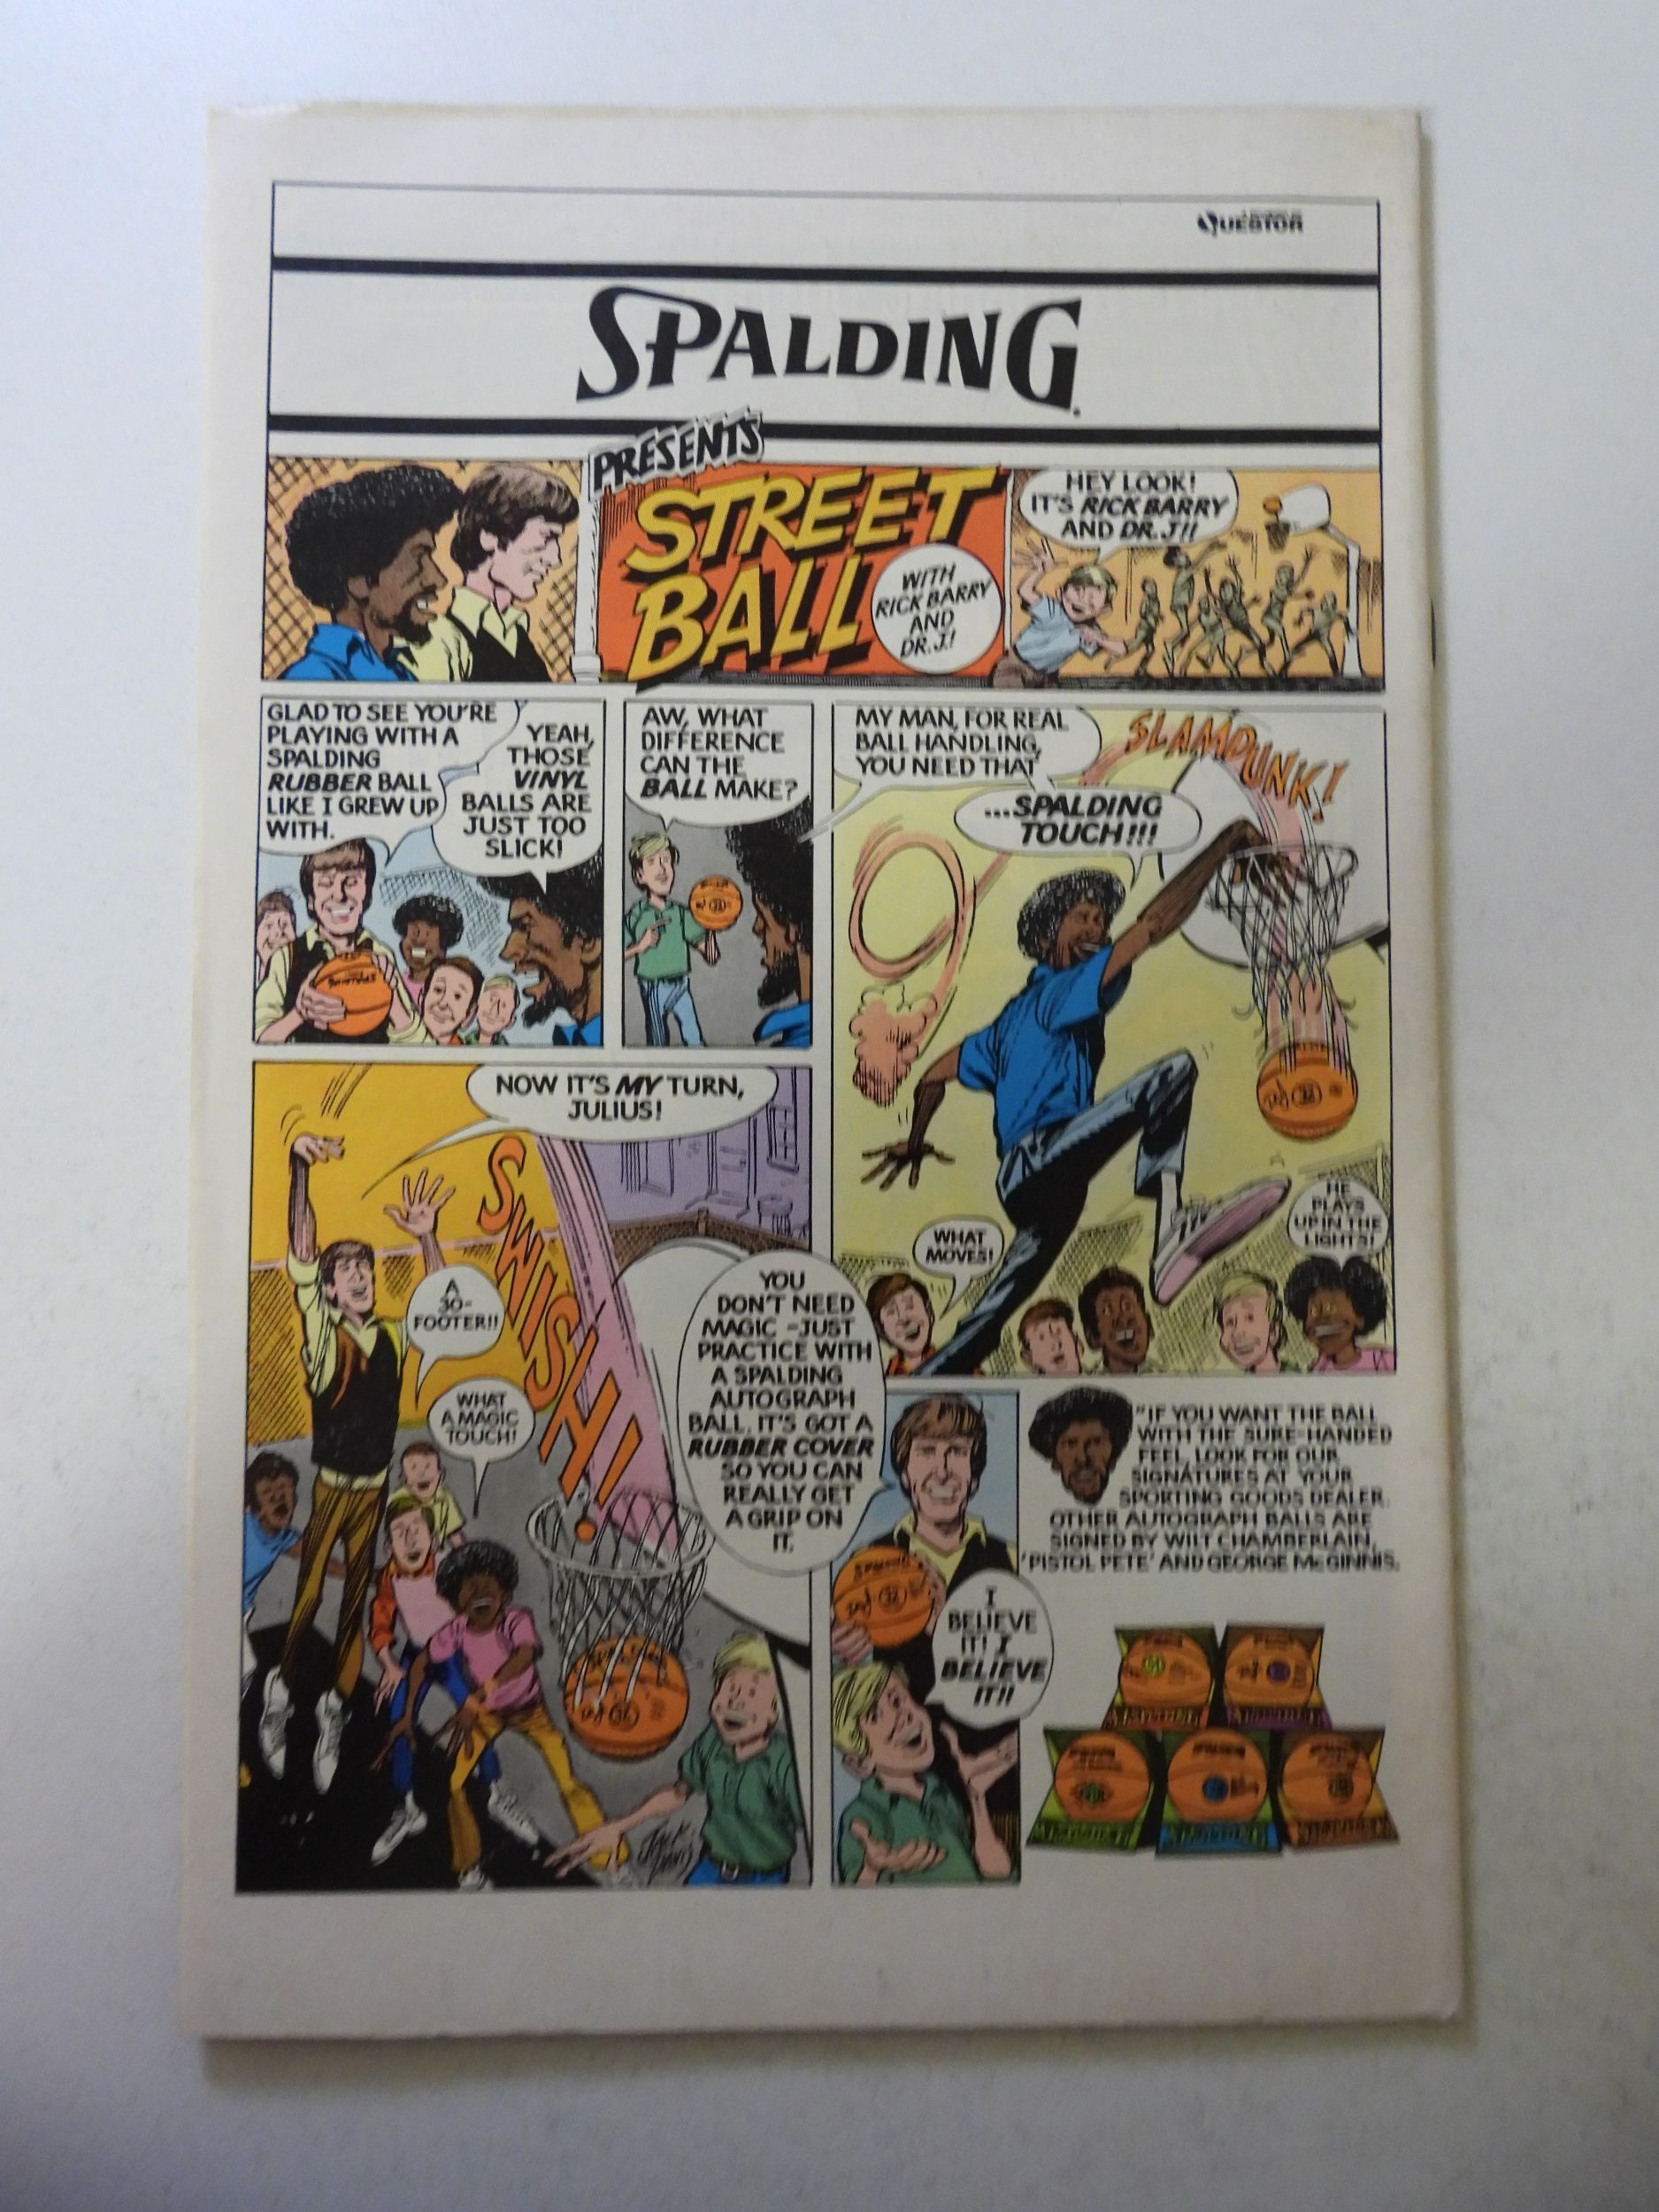 QUESTOR
SPALDING
PRESENTS
STREET
BALL
WITH
RICK BARRY
AND
DR. J.!
HEY LOOK!
IT'S RICK BARRY
AND DR. J!!
GLAD TO SEE YOU'RE
PLAYING WITH A
SPALDING
RUBBER BALL
LIKE I GREW UP
WITH.
YEAH,
THOSE
VINYL
BALLS ARE
JUST TOO
SLICK!
AW, WHAT
DIFFERENCE
CAN THE
BALL MAKE?
MY MAN, FOR REAL
BALL HANDLING,
YOU NEED THAT
...SPALDING
TOUCH!!!
SLAMDUNK!
WHAT
MOVES!
HE
PLAYS
UP IN THE
LIGHTS!
NOW IT'S MY TURN,
JULIUS!
SWISH!
A
30-
FOOTER!!
WHAT
A MAGIC
TOUCH!
YOU
DON'T NEED
MAGIC -JUST
PRACTICE WITH
A SPALDING
AUTOGRAPH
BALL. IT'S GOT A
RUBBER COVER
SO YOU CAN
REALLY GET
A GRIP ON
IT.
I
BELIEVE
IT! I
BELIEVE
IT!!
"IF YOU WANT THE BALL
WITH THE SURE-HANDED
FEEL, LOOK FOR OUR
SIGNATURES AT YOUR
SPORTING GOODS DEALER.
OTHER AUTOGRAPH BALLS ARE
SIGNED BY WILT CHAMBERLAIN,
'PISTOL PETE' AND GEORGE McGINNIS.
JACK
DAVIS